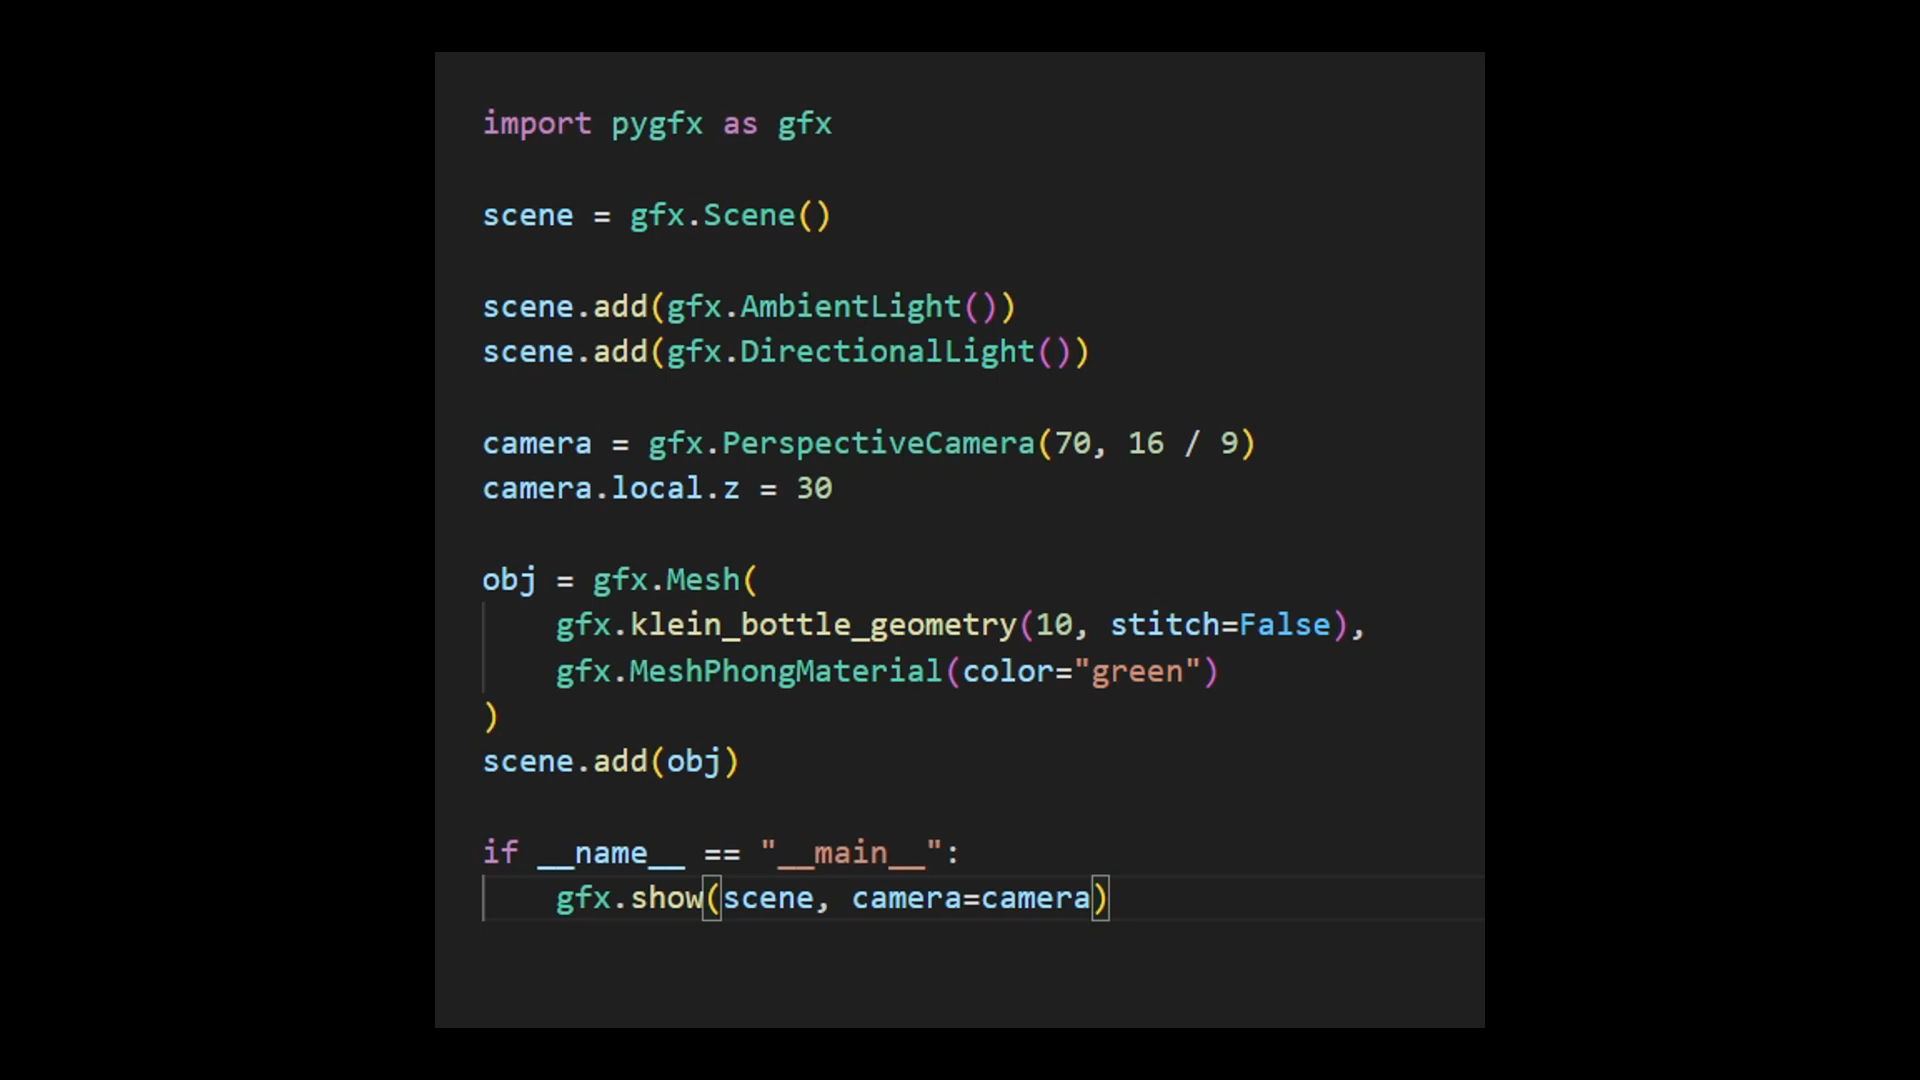 import pygfx as gfx
scene = gfx.Scene()
scene.add(gfx.AmbientLight())
scene.add(gfx.DirectionalLight())
camera = gfx.PerspectiveCamera(70, 16 / 9)
camera.local.z = 30
obj = gfx.Mesh(
    gfx.klein_bottle_geometry(10, stitch=False),
    gfx.MeshPhongMaterial(color="green")
)
scene.add(obj)
if __name__ == "__main__":
    gfx.show(scene, camera=camera)